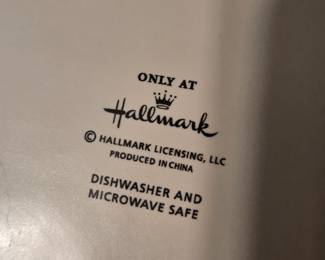 ONLY AT
Hallmark
© HALLMARK LICENSING, LLC
PRODUCED IN CHINA
DISHWASHER AND
MICROWAVE SAFE